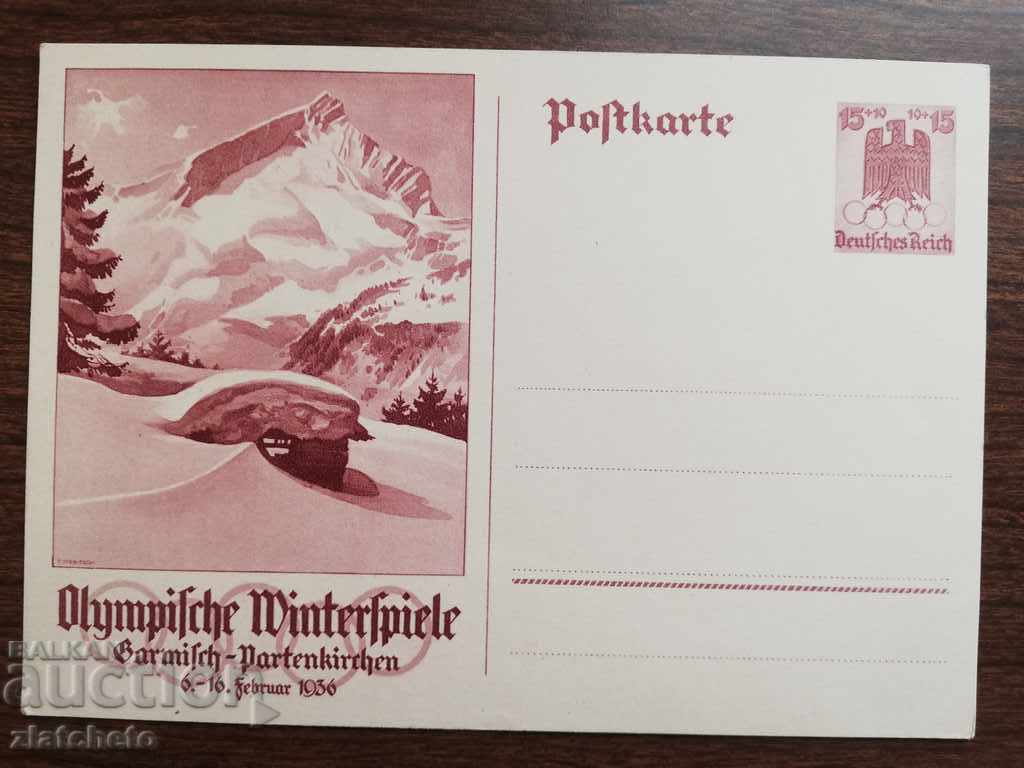 Postkarte
15+10 10+15
Deutsches Reich
Olympische Winterspiele
Garmisch-Partenkirchen
6.-16. Februar 1936
BALKAN
auction
zlatcheto